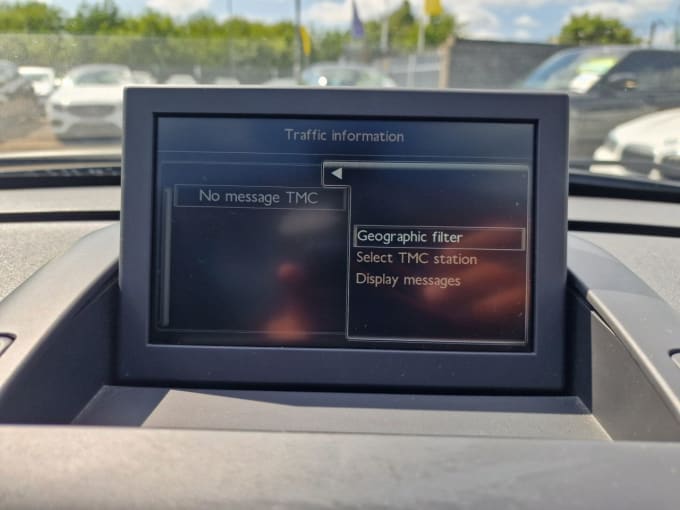 Traffic information
No message TMC
Geographic filter
Select TMC station
Display messages